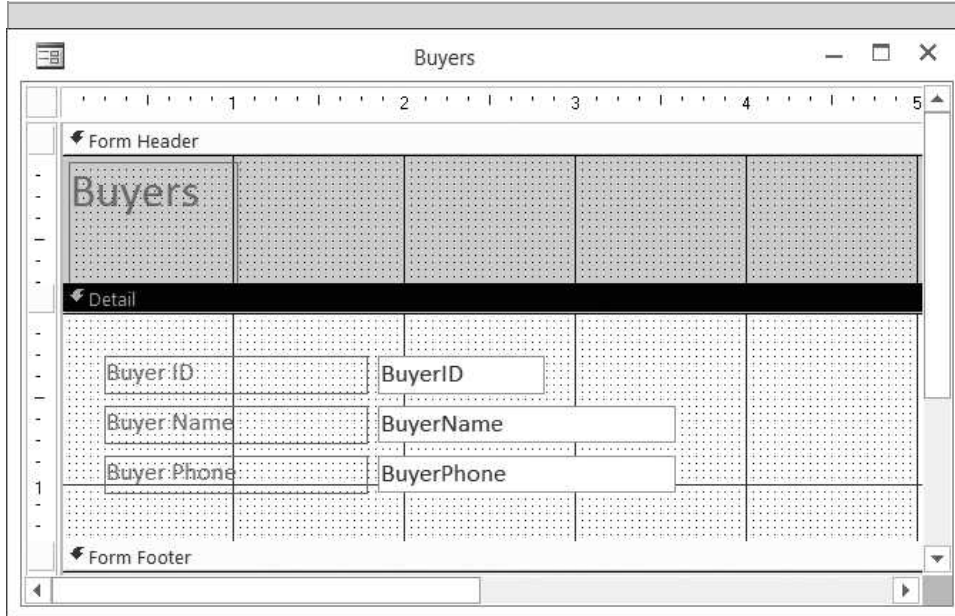 Buyers
1 2 3 4 5
Form Header
Buyers
Detail
Buyer ID BuyerID
Buyer Name BuyerName
Buyer Phone BuyerPhone
1
Form Footer